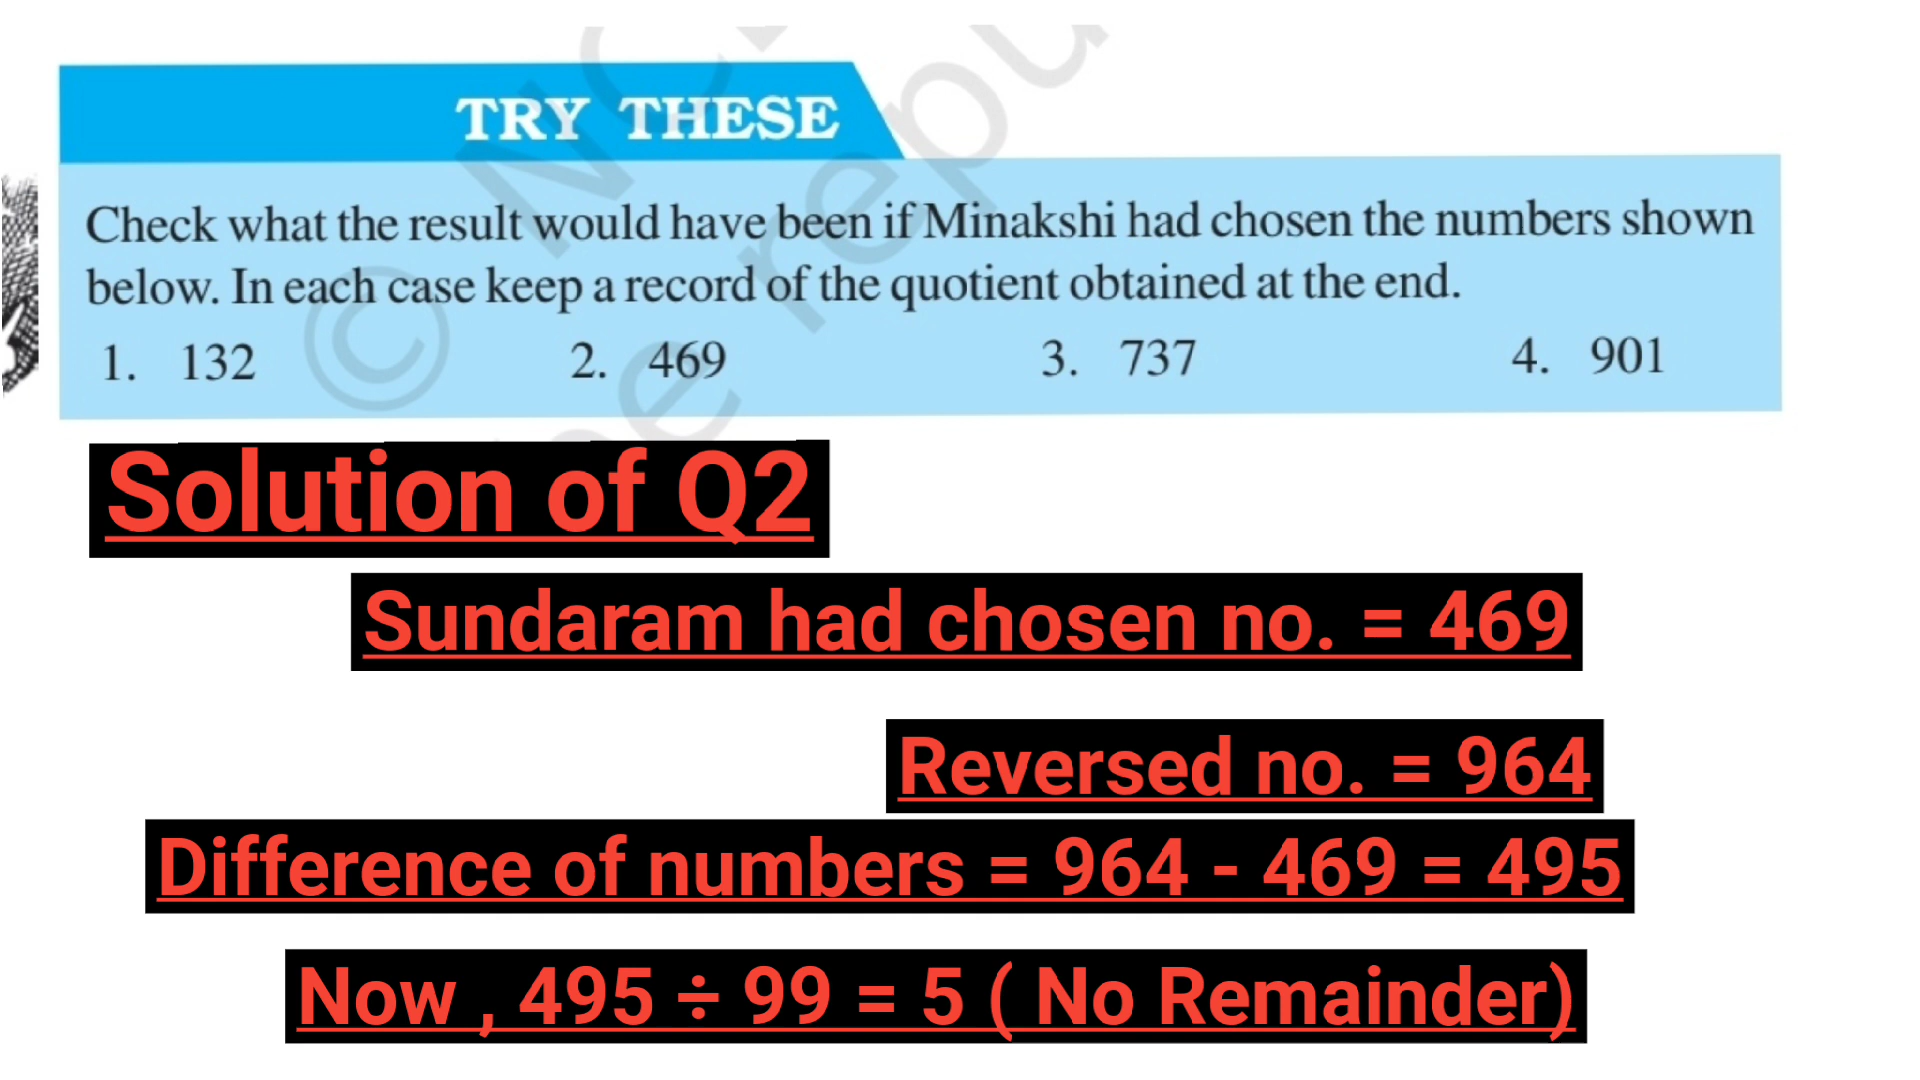 TRY THESE
Check what the result would have been if Minakshi had chosen the numbers shown
below. In each case keep a record of the quotient obtained at the end.
1. 132 2. 469 3. 737 4. 901
Solution of Q2
Sundaram had chosen no. = 469
Reversed no. = 964
Difference of numbers = 964 - 469 = 495
Now , 495 ÷ 99 = 5 ( No Remainder)